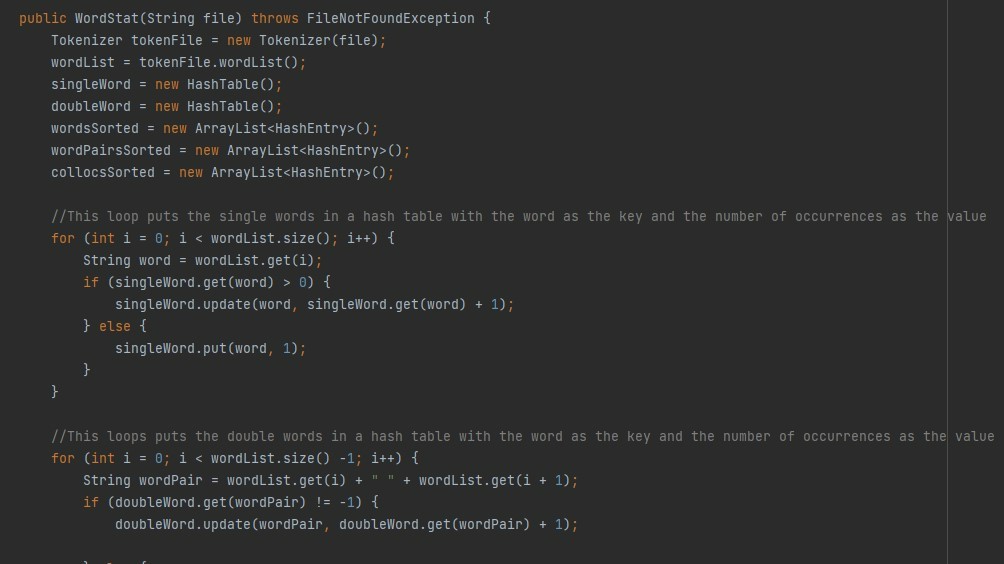 public WordStat(String file) throws FileNotFoundException {
    Tokenizer tokenFile = new Tokenizer(file);
    wordList = tokenFile.wordList();
    singleWord = new HashTable();
    doubleWord = new HashTable();
    wordsSorted = new ArrayList<HashEntry>();
    wordPairsSorted = new ArrayList<HashEntry>();
    collocsSorted = new ArrayList<HashEntry>();

    //This loop puts the single words in a hash table with the word as the key and the number of occurrences as the value
    for (int i = 0; i < wordList.size(); i++) {
        String word = wordList.get(i);
        if (singleWord.get(word) > 0) {
            singleWord.update(word, singleWord.get(word) + 1);
        } else {
            singleWord.put(word, 1);
        }
    }

    //This loops puts the double words in a hash table with the word as the key and the number of occurrences as the value
    for (int i = 0; i < wordList.size() -1; i++) {
        String wordPair = wordList.get(i) + " " + wordList.get(i + 1);
        if (doubleWord.get(wordPair) != -1) {
            doubleWord.update(wordPair, doubleWord.get(wordPair) + 1);